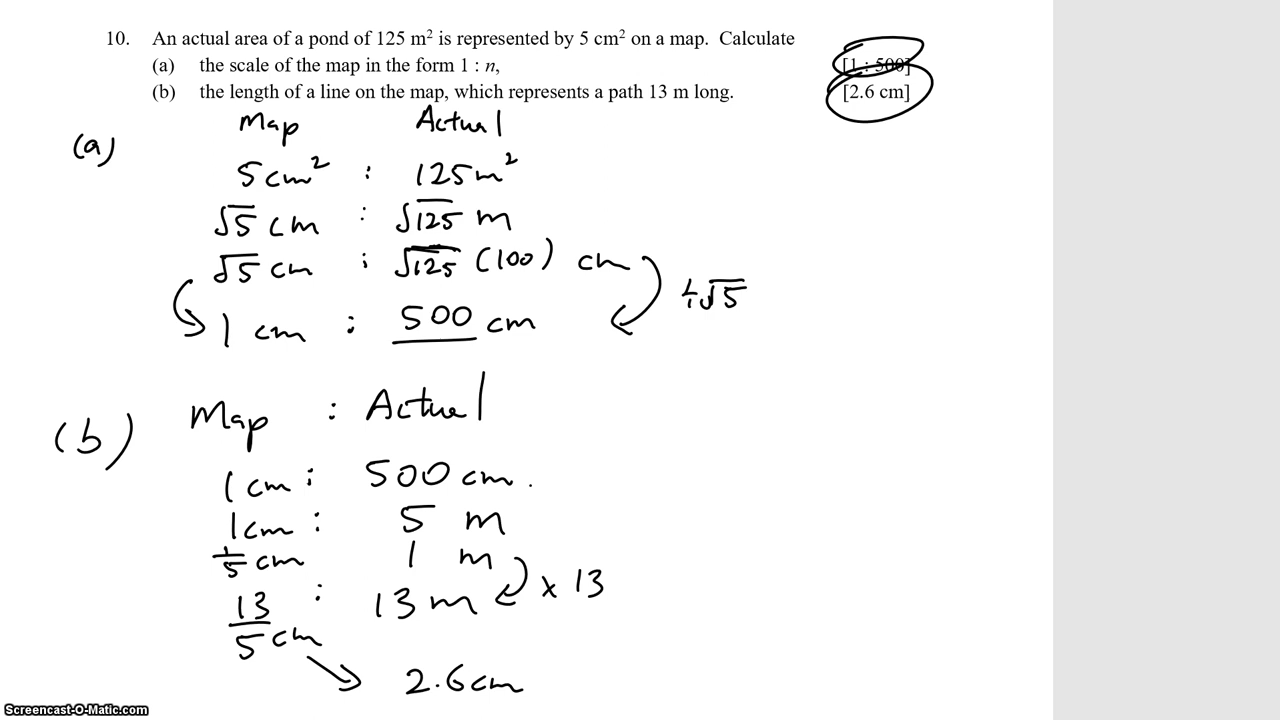 10. An actual area of a pond of 125 m² is represented by 5 cm² on a map. Calculate
(a) the scale of the map in the form 1 : n, [1 : 500]
(b) the length of a line on the map, which represents a path 13 m long. [2.6 cm]
(a) Map Actual
5 cm² : 125 m²
√5 cm : √125 m
√5 cm : √125 (100) cm
÷√5
1 cm : 500 cm
(b) Map : Actual
1 cm : 500 cm.
1 cm : 5 m
1/5 cm 1 m
13/5 cm : 13 m × 13
2.6 cm
Screencast-O-Matic.com